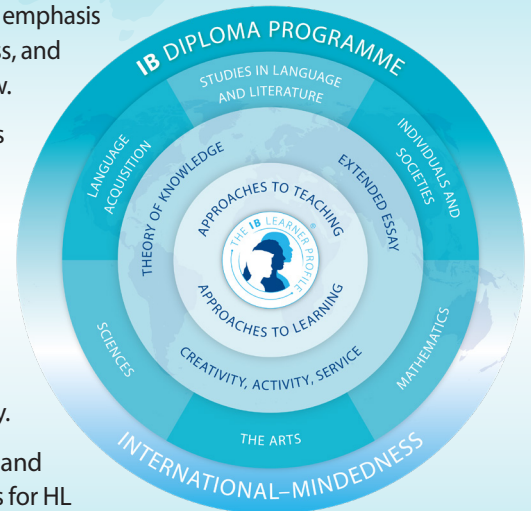 emphasis
ss, and
w.
s
y.
and
s for HL
IB DIPLOMA PROGRAMME
STUDIES IN LANGUAGE
AND LITERATURE
LANGUAGE
ACQUISITION
INDIVIDUALS AND
SOCIETIES
THEORY OF KNOWLEDGE
EXTENDED ESSAY
APPROACHES TO TEACHING
THE IB LEARNER PROFILE
®
APPROACHES TO LEARNING
CREATIVITY, ACTIVITY, SERVICE
SCIENCES
MATHEMATICS
THE ARTS
INTERNATIONAL–MINDEDNESS